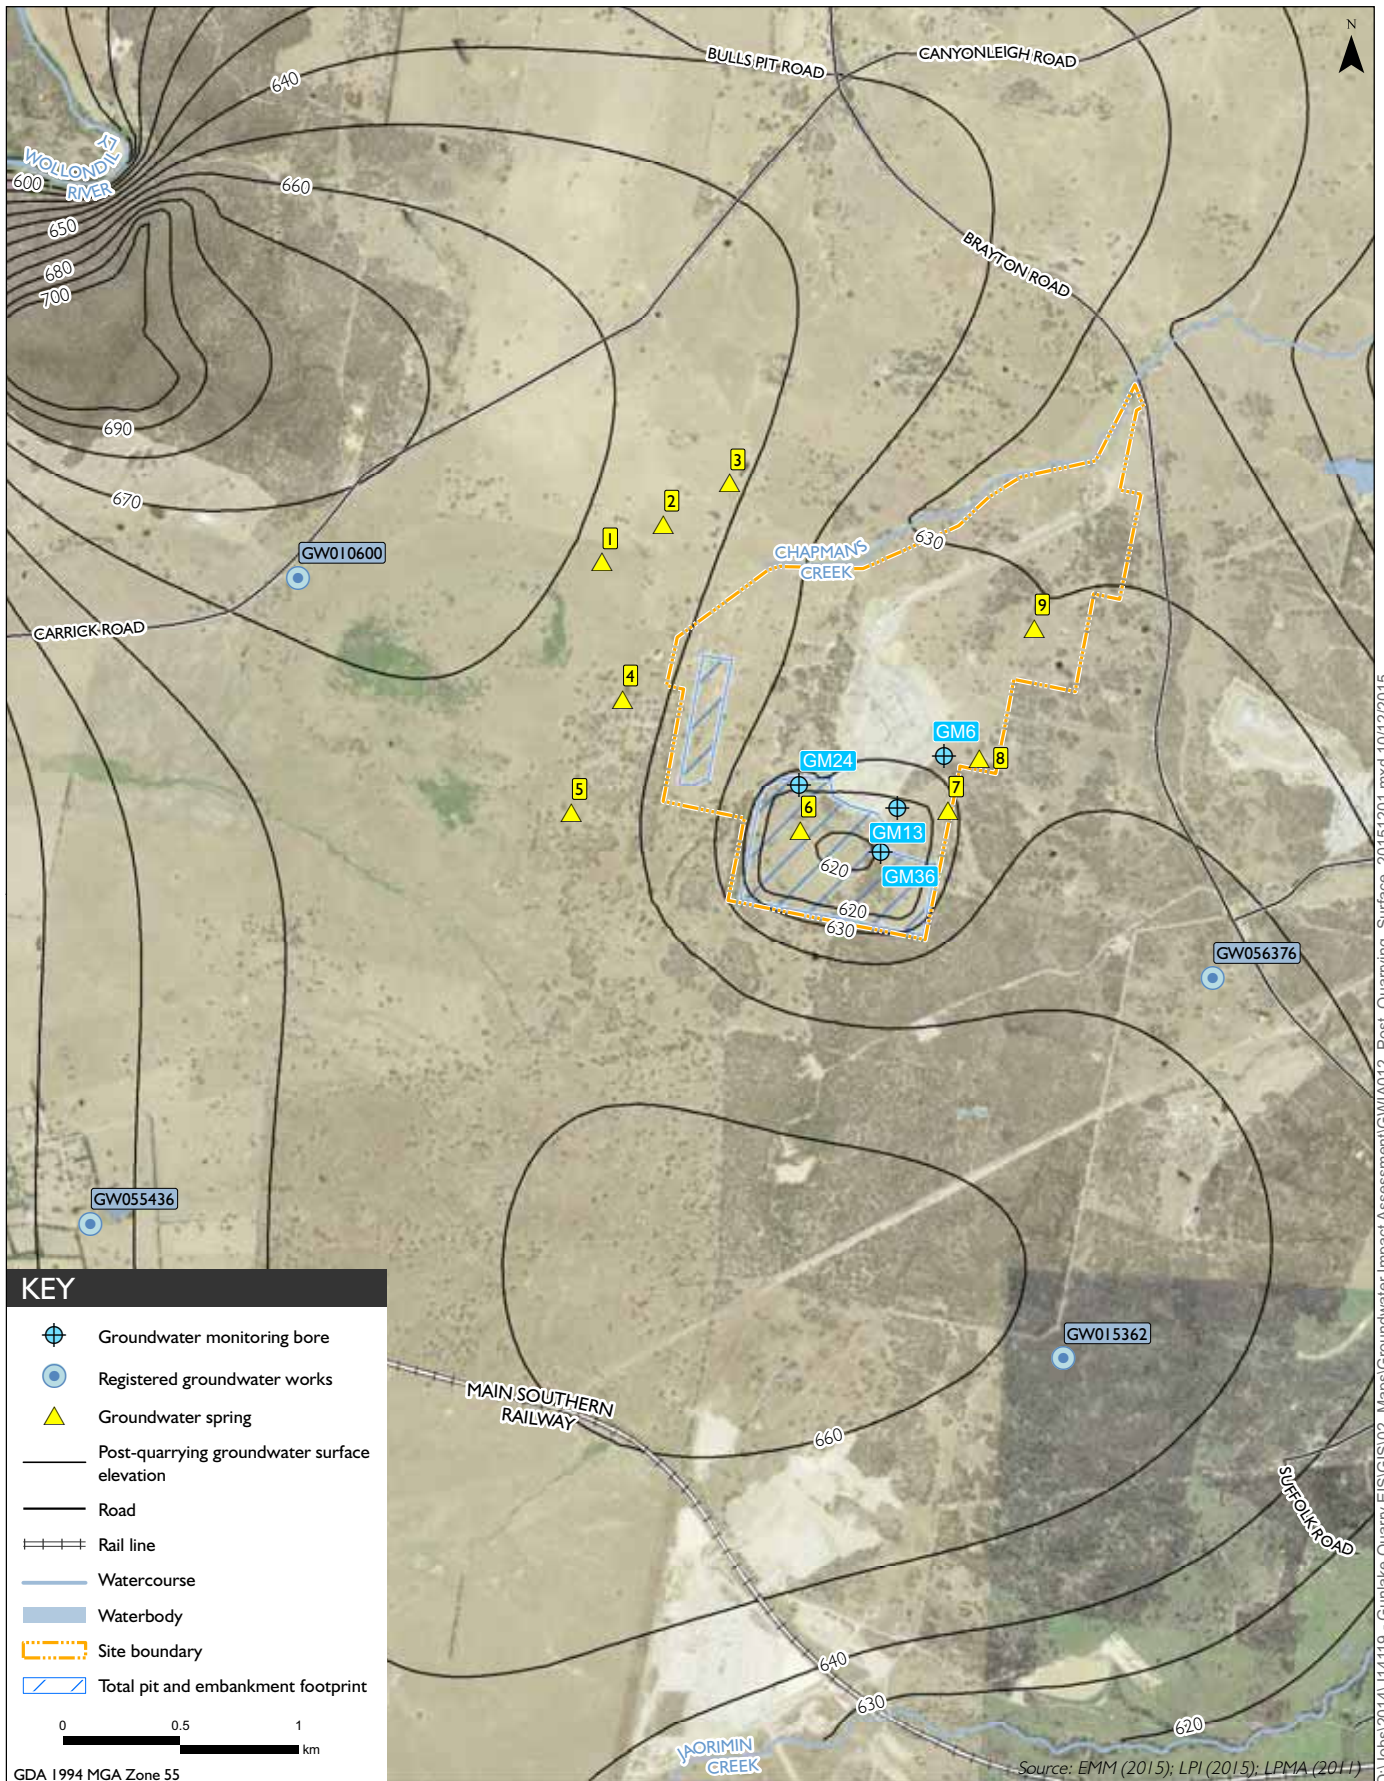 N
BULLS PIT ROAD
CANYONLEIGH ROAD
640
WOLLONDILLY
RIVER
600
660
650
680
700
BRAYTON ROAD
690
670
3
2
1
GW010600
CHAPMANS
CREEK
630
9
CARRICK ROAD
4
GM6
8
GM24
5
7
6
GM13
620
GM36
620
630
GW056376
GW055436
GW015362
MAIN SOUTHERN
RAILWAY
660
SUFFOLK ROAD
640
630
620
JAORIMIN
CREEK
KEY
Groundwater monitoring bore
Registered groundwater works
Groundwater spring
Post-quarrying groundwater surface
elevation
Road
Rail line
Watercourse
Waterbody
Site boundary
Total pit and embankment footprint
0 0.5 1
km
GDA 1994 MGA Zone 55
Source: EMM (2015); LPI (2015); LPMA (2011)